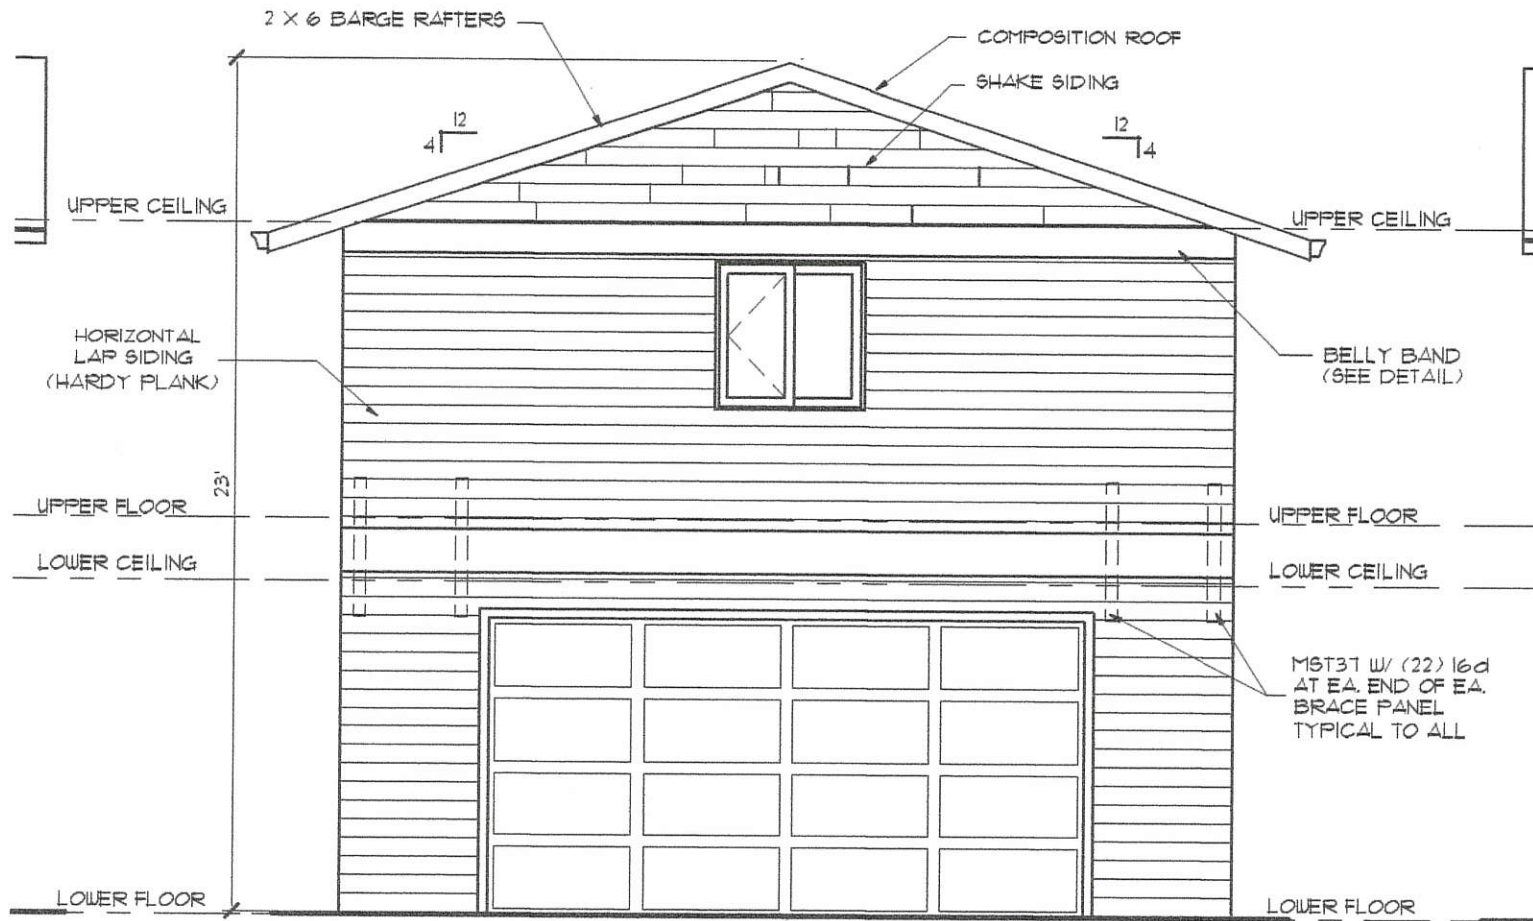 2 X 6 BARGE RAFTERS
COMPOSITION ROOF
SHAKE SIDING
12
4
12
4
UPPER CEILING
UPPER CEILING
HORIZONTAL
LAP SIDING
(HARDY PLANK)
BELLY BAND
(SEE DETAIL)
23'
UPPER FLOOR
UPPER FLOOR
LOWER CEILING
LOWER CEILING
MST37 W/ (22) 16d
AT EA. END OF EA.
BRACE PANEL
TYPICAL TO ALL
LOWER FLOOR
LOWER FLOOR